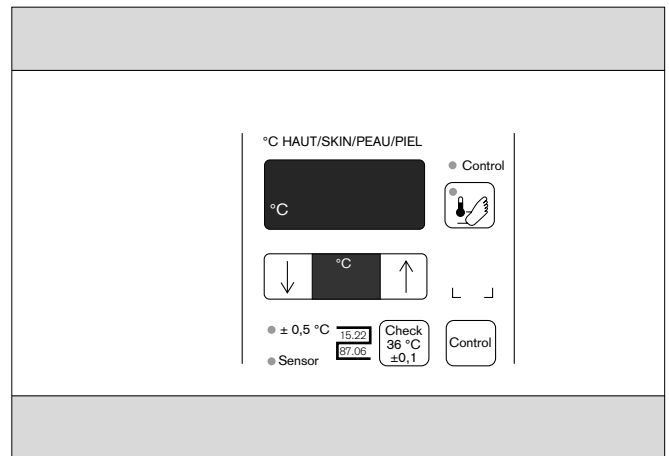 °C HAUT/SKIN/PEAU/PIEL
Control
°C
°C
± 0,5 °C
15.22
87.06
Sensor
Check
36 °C
±0,1
Control